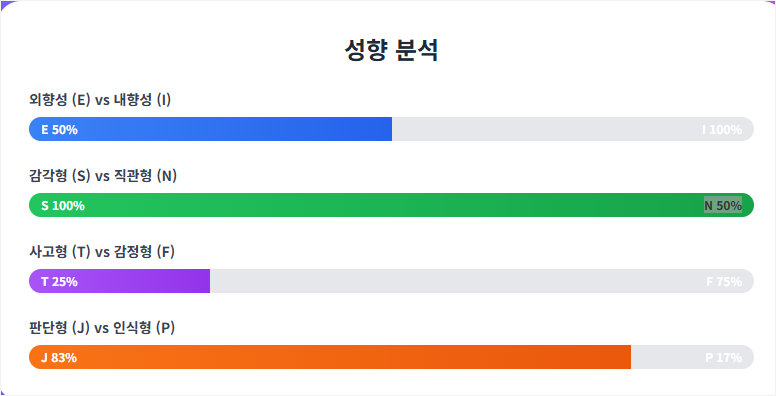 성향 분석
외향성 (E) vs 내향성 (I)
E 50% I 100%
감각형 (S) vs 직관형 (N)
S 100% N 50%
사고형 (T) vs 감정형 (F)
T 25% F 75%
판단형 (J) vs 인식형 (P)
J 83% P 17%